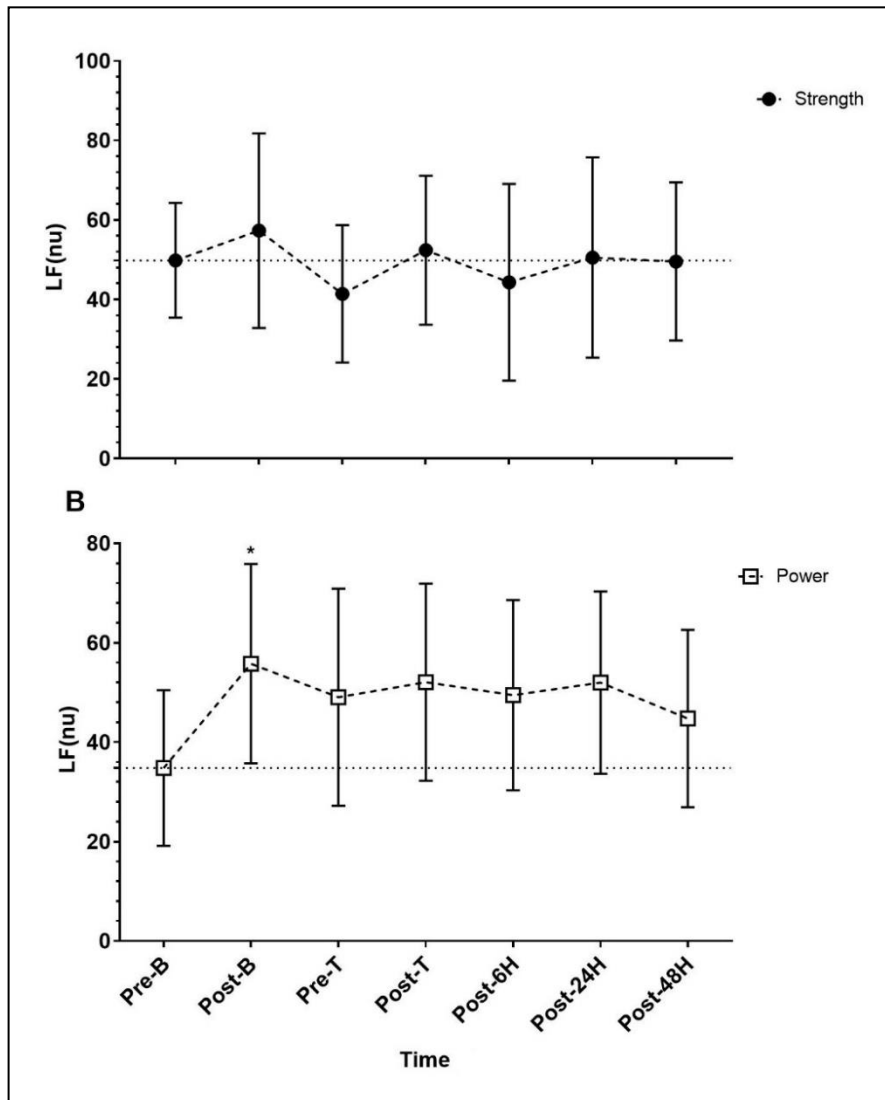 100
80
60
40
20
0
LF(nu)
Strength
B
80
60
40
20
0
LF(nu)
*
Power
Pre-B
Post-B
Pre-T
Post-T
Post-6H
Post-24H
Post-48H
Time